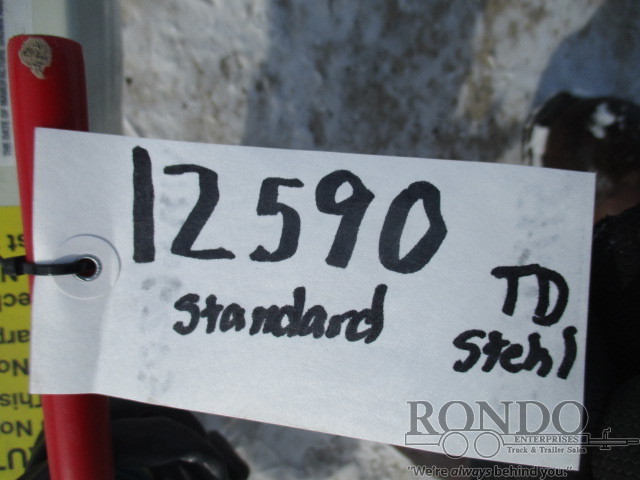 12590
Standard
TD
Stehl
RONDO
ENTERPRISES
Truck & Trailer Sales
"We're always behind you."